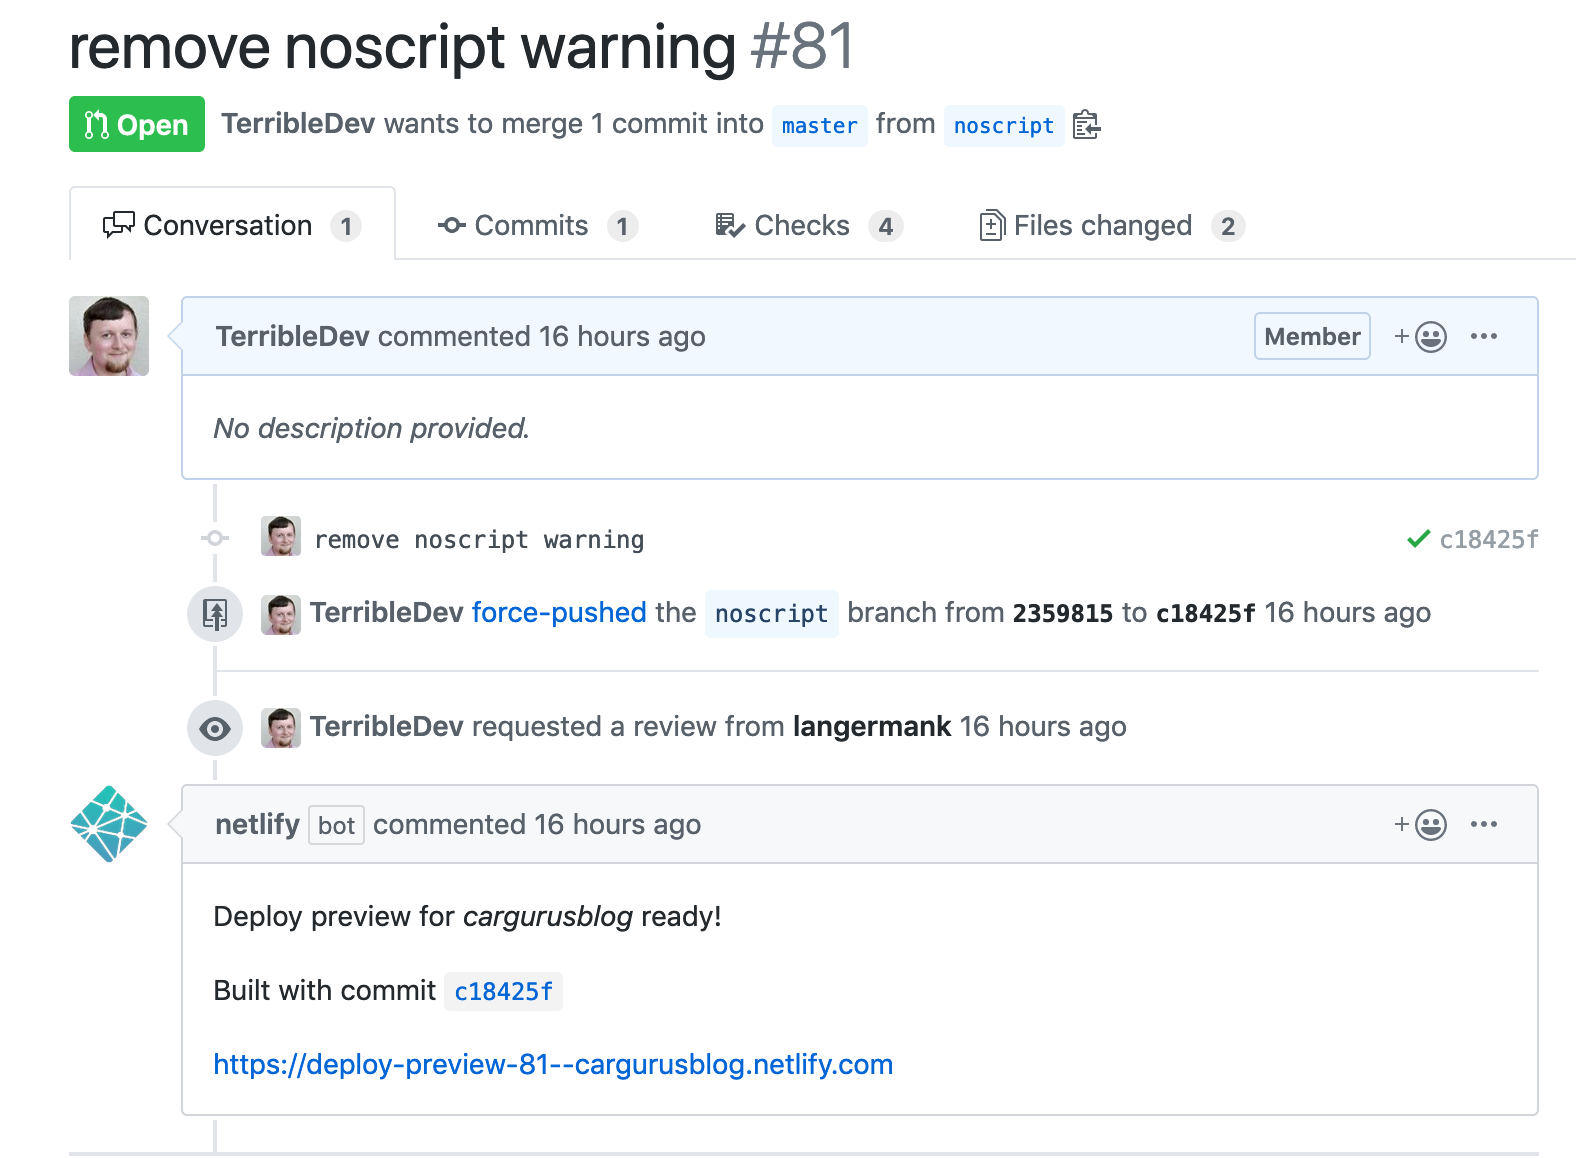 remove noscript warning #81
Open TerribleDev wants to merge 1 commit into master from noscript
Conversation 1 Commits 1 Checks 4 Files changed 2
TerribleDev commented 16 hours ago Member
No description provided.
remove noscript warning c18425f
TerribleDev force-pushed the noscript branch from 2359815 to c18425f 16 hours ago
TerribleDev requested a review from langermank 16 hours ago
netlify bot commented 16 hours ago
Deploy preview for cargurusblog ready!
Built with commit c18425f
https://deploy-preview-81--cargurusblog.netlify.com